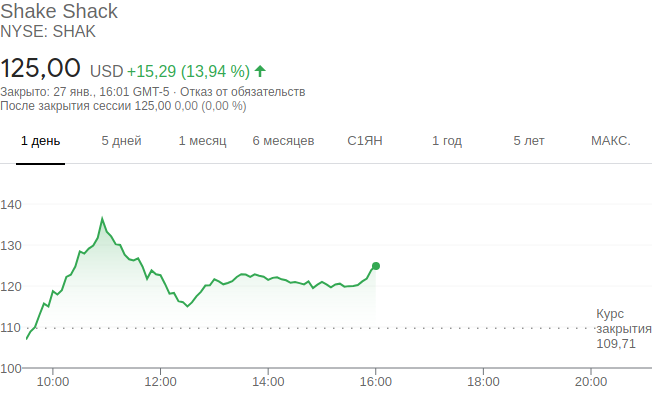 Shake Shack
NYSE: SHAK
125,00 USD +15,29 (13,94 %)
Закрыто: 27 янв., 16:01 GMT-5 · Отказ от обязательств
После закрытия сессии 125,00 0,00 (0,00 %)
1 день 5 дней 1 месяц 6 месяцев С1ЯН 1 год 5 лет МАКС.
140
130
120
110
100
Курс
закрытия
109,71
10:00 12:00 14:00 16:00 18:00 20:00